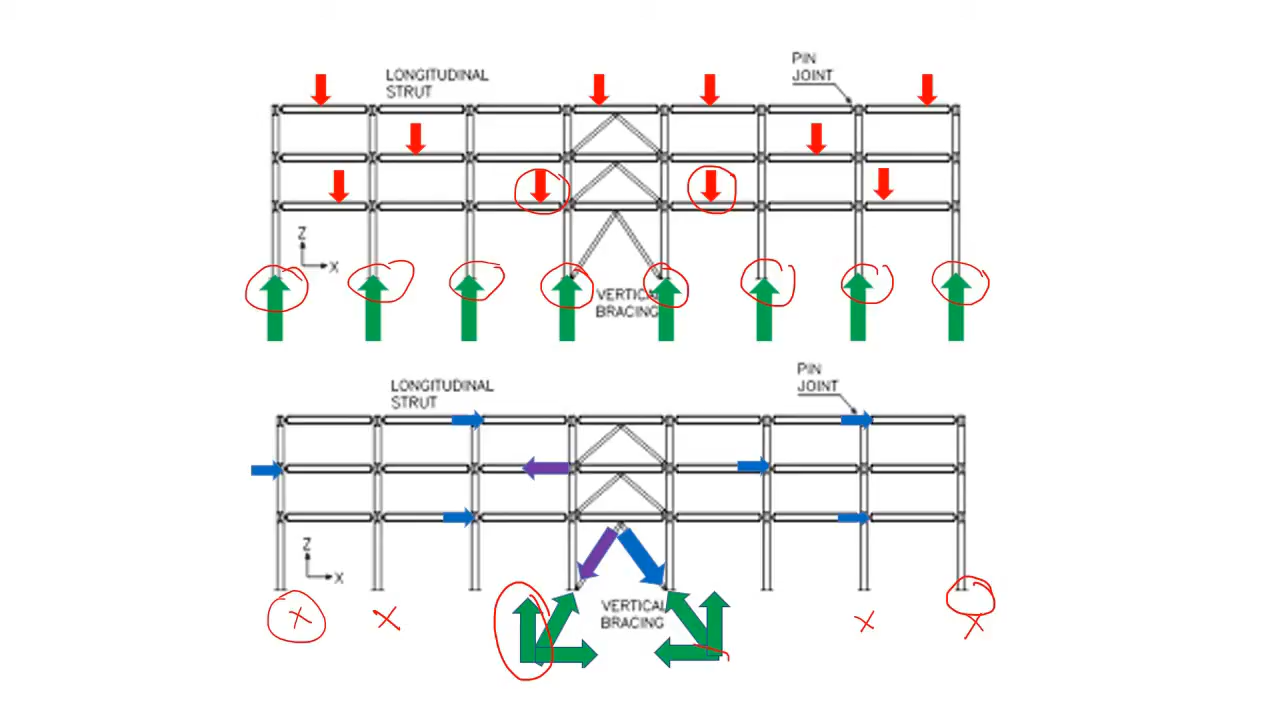 LONGITUDINAL
STRUT
PIN
JOINT
Z
X
VERTICAL
BRACING
LONGITUDINAL
STRUT
PIN
JOINT
Z
X
VERTICAL
BRACING
X
X
X
X